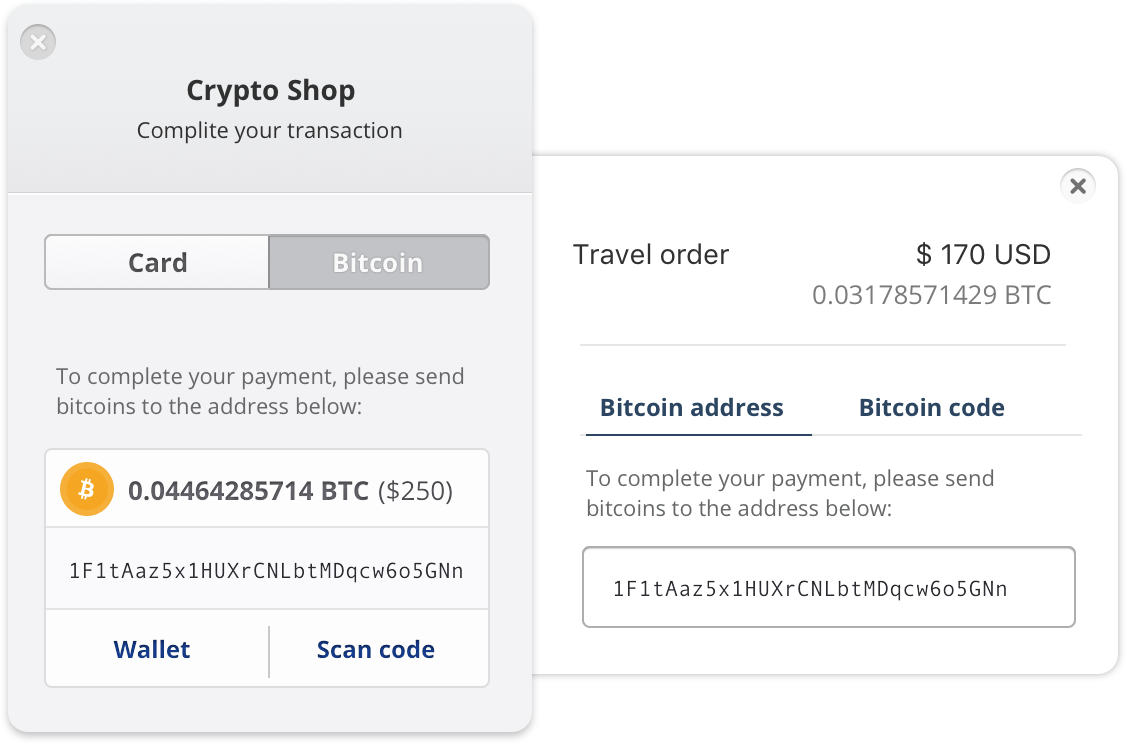 Crypto Shop
Complite your transaction
Card
Bitcoin
To complete your payment, please send
bitcoins to the address below:
0.04464285714 BTC ($250)
1F1tAaz5x1HUXrCNLbtMDqcw6o5GNn
Wallet
Scan code
Travel order
$ 170 USD
0.03178571429 BTC
Bitcoin address
Bitcoin code
To complete your payment, please send
bitcoins to the address below:
1F1tAaz5x1HUXrCNLbtMDqcw6o5GNn